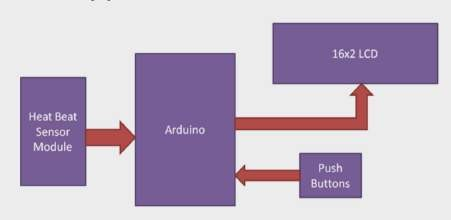 16x2 LCD
Heat Beat
Sensor
Module
Arduino
Push
Buttons